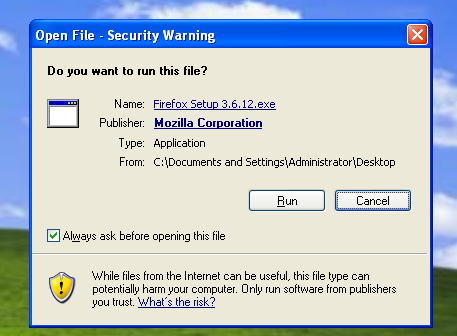 Open File - Security Warning
Do you want to run this file?
Name: Firefox Setup 3.6.12.exe
Publisher: Mozilla Corporation
Type: Application
From: C:\Documents and Settings\Administrator\Desktop
Run Cancel
Always ask before opening this file
While files from the Internet can be useful, this file type can
potentially harm your computer. Only run software from publishers
you trust. What's the risk?